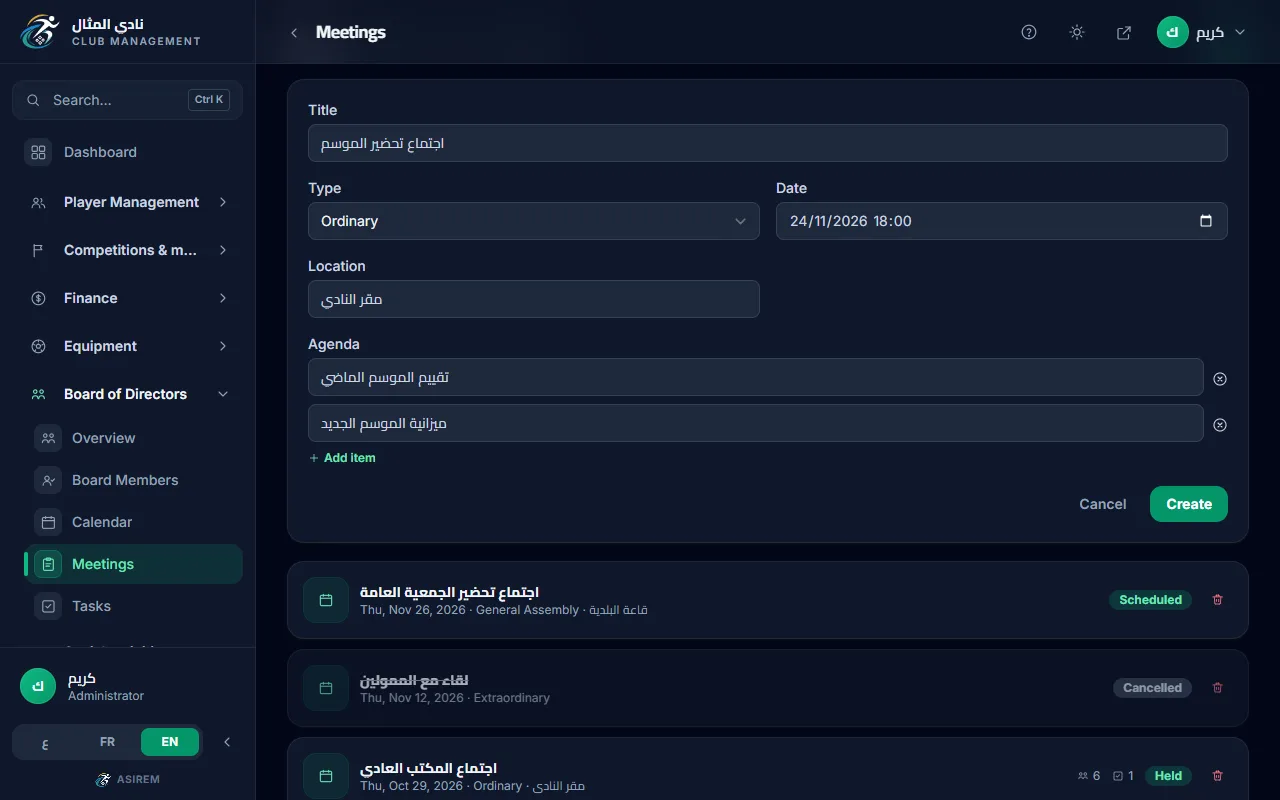 نادي المثال
CLUB MANAGEMENT
Search...
Ctrl K
Dashboard
Player Management
Competitions & m...
Finance
Equipment
Board of Directors
Overview
Board Members
Calendar
Meetings
Tasks
ك
كريم
Administrator
ع
FR
EN
ASIREM
Meetings
ك
كريم
Title
اجتماع تحضير الموسم
Type
Date
Ordinary
24/11/2026 18:00
Location
مقر النادي
Agenda
تقييم الموسم الماضي
ميزانية الموسم الجديد
+ Add item
Cancel
Create
اجتماع تحضير الجمعية العامة
Thu, Nov 26, 2026 · General Assembly · قاعة البلدية
Scheduled
لقاء مع الممولين
Thu, Nov 12, 2026 · Extraordinary
Cancelled
اجتماع المكتب العادي
Thu, Oct 29, 2026 · Ordinary · مقر النادي
6
1
Held